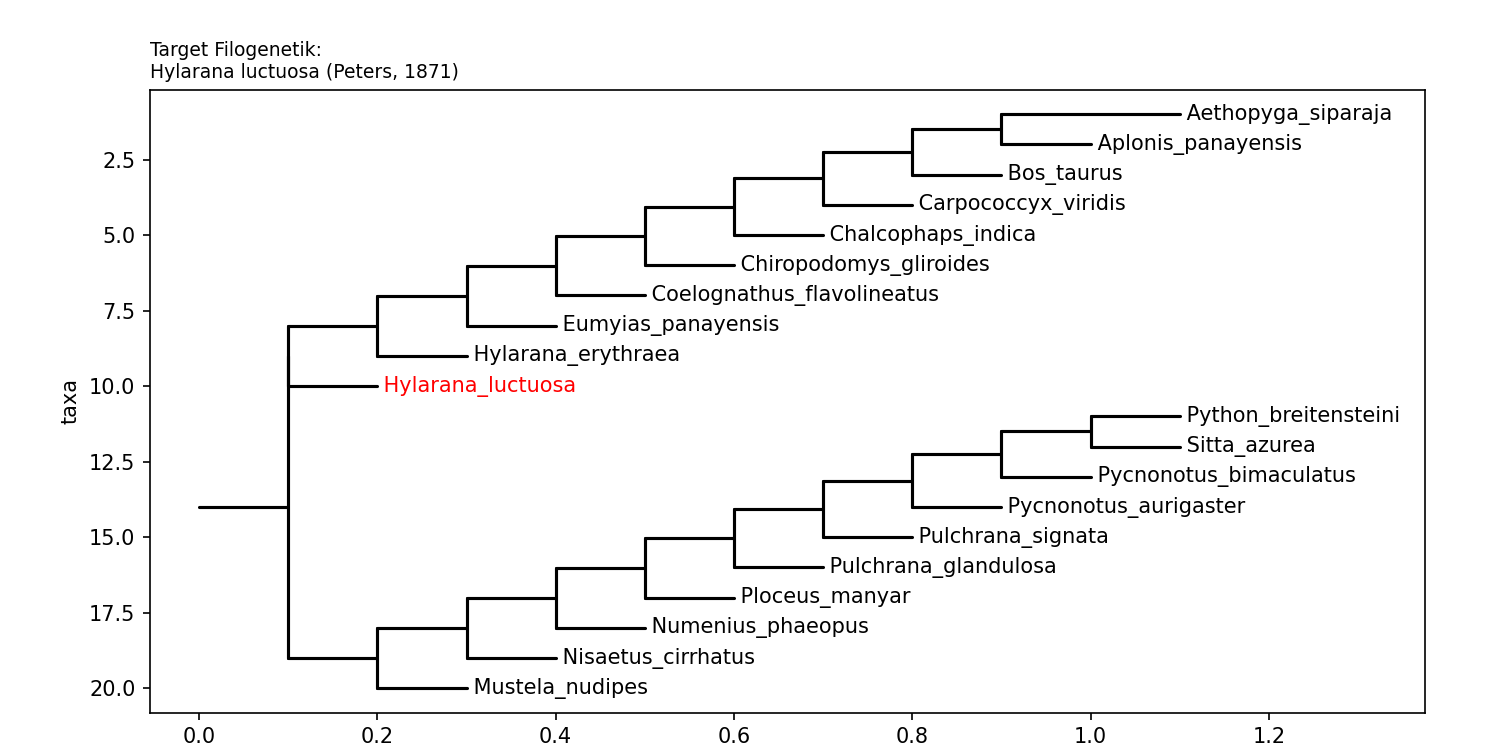 Target Filogenetik:
Hylarana luctuosa (Peters, 1871)
Aethopyga_siparaja
Aplonis_panayensis
2.5
Bos_taurus
Carpococcyx_viridis
5.0
Chalcophaps_indica
Chiropodomys_gliroides
Coelognathus_flavolineatus
7.5
Eumyias_panayensis
Hylarana_erythraea
10.0
Hylarana_luctuosa
taxa
Python_breitensteini
Sitta_azurea
12.5
Pycnonotus_bimaculatus
Pycnonotus_aurigaster
15.0
Pulchrana_signata
Pulchrana_glandulosa
Ploceus_manyar
17.5
Numenius_phaeopus
Nisaetus_cirrhatus
20.0
Mustela_nudipes
0.0 0.2 0.4 0.6 0.8 1.0 1.2